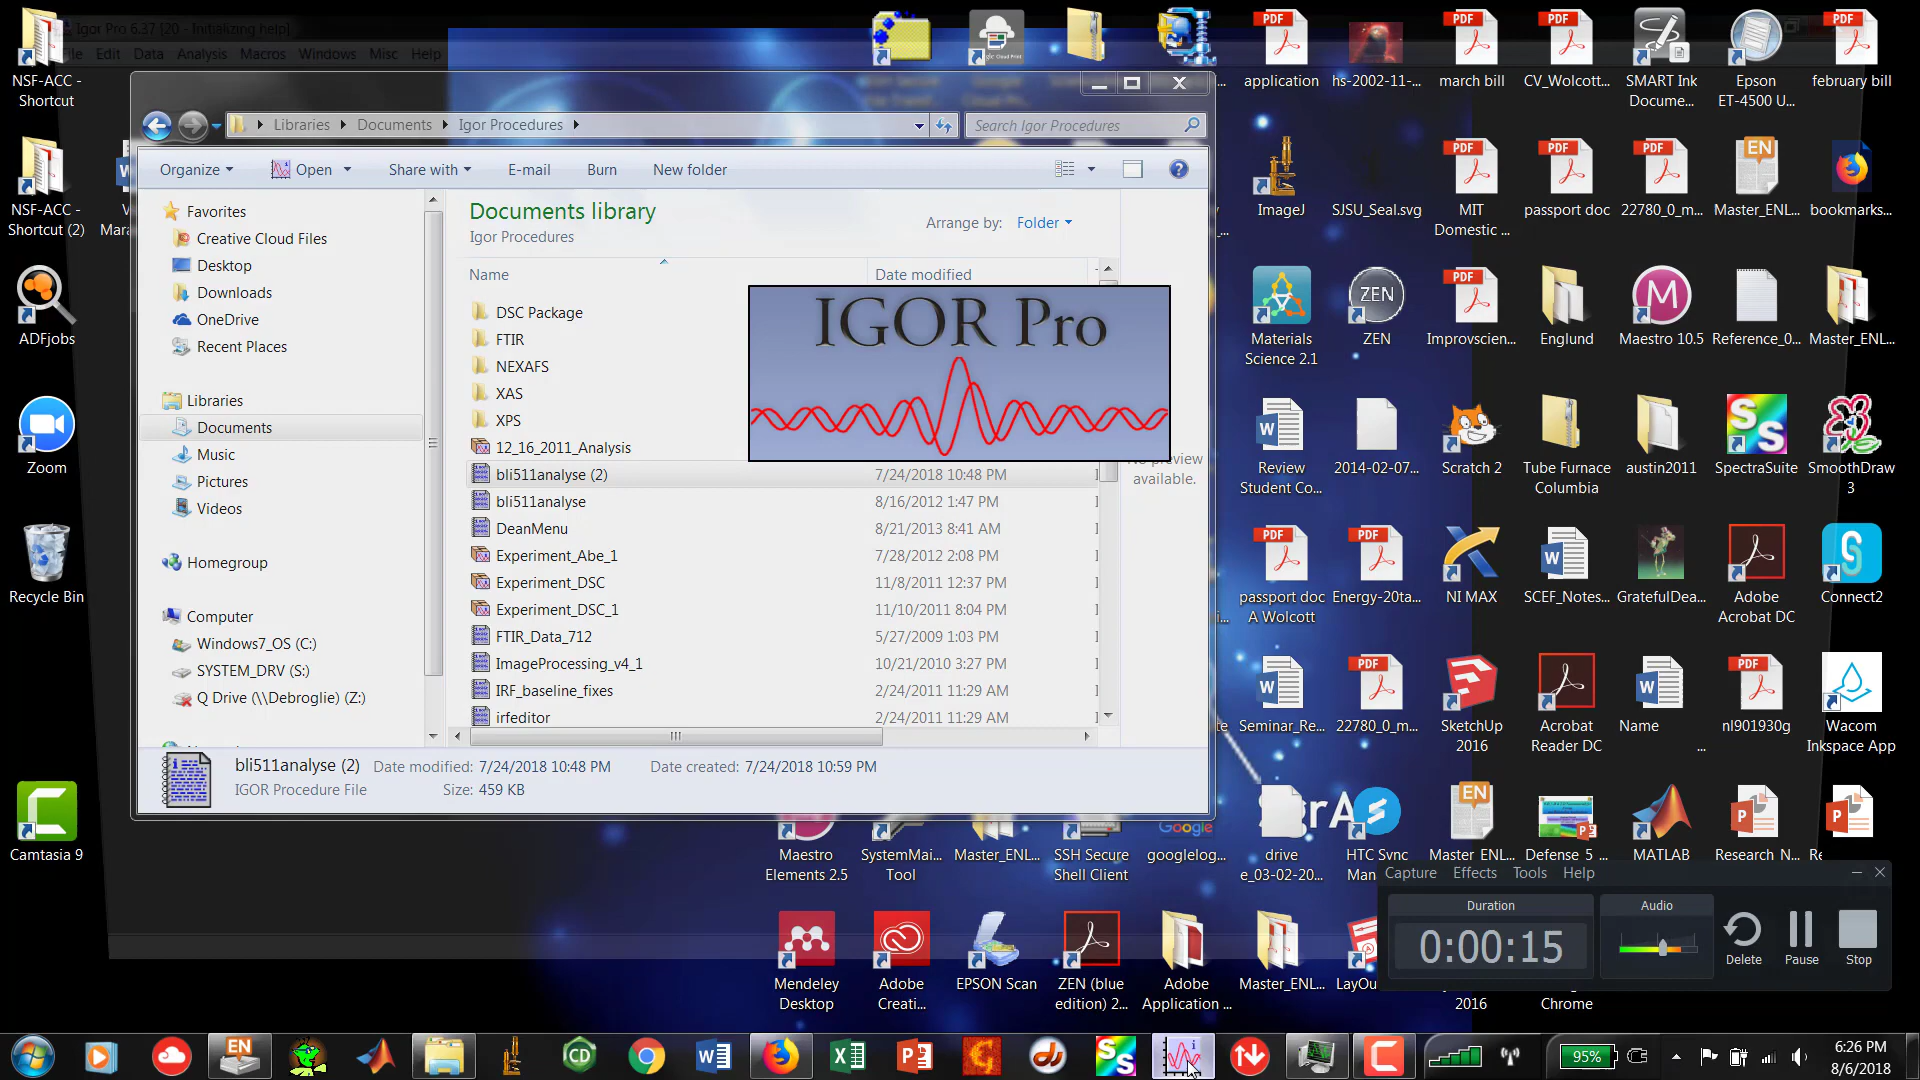 Igor Pro 6.37 [20 - Initializing help]
File Edit Data Analysis Macros Windows Misc Help
NSF-ACC - Shortcut
NSF-ACC - Shortcut (2)
ADFjobs
Zoom
Recycle Bin
Camtasia 9
Libraries Documents Igor Procedures
Search Igor Procedures
Organize Open Share with E-mail Burn New folder
Favorites
Creative Cloud Files
Desktop
Downloads
OneDrive
Recent Places
Libraries
Documents
Music
Pictures
Videos
Homegroup
Computer
Windows7_OS (C:)
SYSTEM_DRV (S:)
Q Drive (\\Debroglie) (Z:)
Documents library
Igor Procedures
Arrange by: Folder
Name Date modified
DSC Package
FTIR
NEXAFS
XAS
XPS
12_16_2011_Analysis
bli511analyse (2) 7/24/2018 10:48 PM
bli511analyse 8/16/2012 1:47 PM
DeanMenu 8/21/2013 8:41 AM
Experiment_Abe_1 7/28/2012 2:08 PM
Experiment_DSC 11/8/2011 12:37 PM
Experiment_DSC_1 11/10/2011 8:04 PM
FTIR_Data_712 5/27/2009 1:03 PM
ImageProcessing_v4_1 10/21/2010 3:27 PM
IRF_baseline_fixes 2/24/2011 11:29 AM
irfeditor 2/24/2011 11:29 AM
IGOR Pro
No preview available.
bli511analyse (2) Date modified: 7/24/2018 10:48 PM Date created: 7/24/2018 10:59 PM
IGOR Procedure File Size: 459 KB
application
hs-2002-11-...
march bill
CV_Wolcott...
SMART Ink Docume...
Epson ET-4500 U...
february bill
ImageJ
SJSU_Seal.svg
MIT Domestic ...
passport doc
22780_0_m...
Master_ENL...
bookmarks...
Materials Science 2.1
ZEN
Improvscien...
Englund
Maestro 10.5
Reference_0...
Master_ENL...
Review Student Co...
2014-02-07...
Scratch 2
Tube Furnace Columbia
austin2011
SpectraSuite
SmoothDraw 3
passport doc A Wolcott
Energy-20ta...
NI MAX
SCEF_Notes...
GratefulDea...
Adobe Acrobat DC
Connect2
Seminar_Re...
22780_0_m...
SketchUp 2016
Acrobat Reader DC
Name ...
nl901930g
Wacom Inkspace App
Maestro Elements 2.5
SystemMai... Tool
Master_ENL...
SSH Secure Shell Client
googlelog...
drive e_03-02-20...
HTC Sync Man
Master ENL...
Defense 5 ...
MATLAB
Research N...
Mendeley Desktop
Adobe Creati...
EPSON Scan
ZEN (blue edition) 2...
Adobe Application ...
Master_ENL...
LayOu
2016
Chrome
Capture Effects Tools Help
Duration Audio
0:00:15
Delete Pause Stop
95%
6:26 PM
8/6/2018